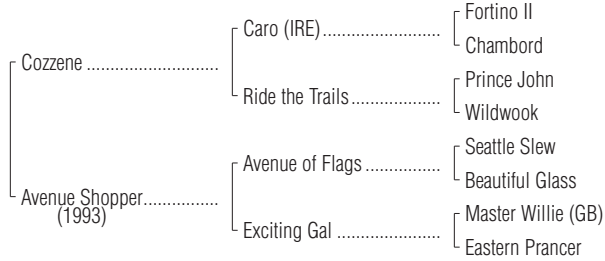 Fortino II
Caro (IRE)..........................
Chambord
Cozzene ...........................
Prince John
Ride the Trails....................
Wildwook
Seattle Slew
Avenue of Flags.................
Beautiful Glass
Avenue Shopper................
(1993)
Master Willie (GB)
Exciting Gal .......................
Eastern Prancer